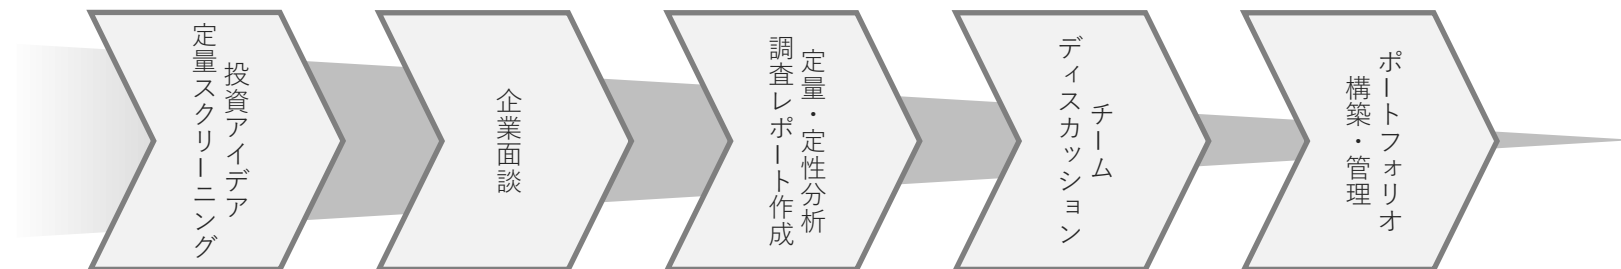 投資アイデア
定量スクリーニング
企業面談
定量・定性分析
調査レポート作成
チーム
ディスカッション
ポートフォリオ
構築・管理